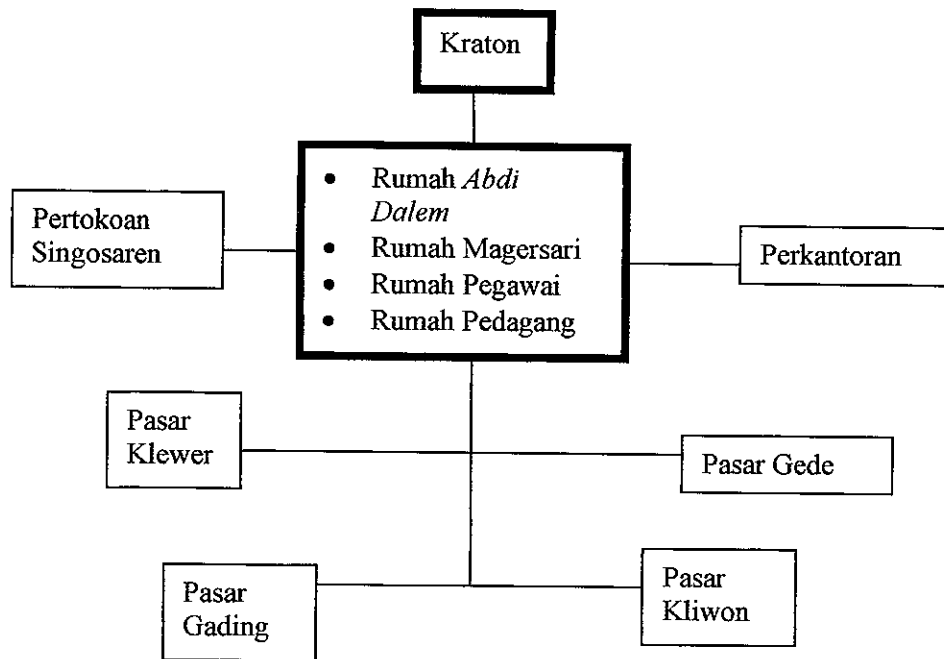 Kraton
• Rumah Abdi
Dalem
• Rumah Magersari
• Rumah Pegawai
• Rumah Pedagang
Pertokoan
Singosaren
Perkantoran
Pasar
Klewer
Pasar Gede
Pasar
Gading
Pasar
Kliwon